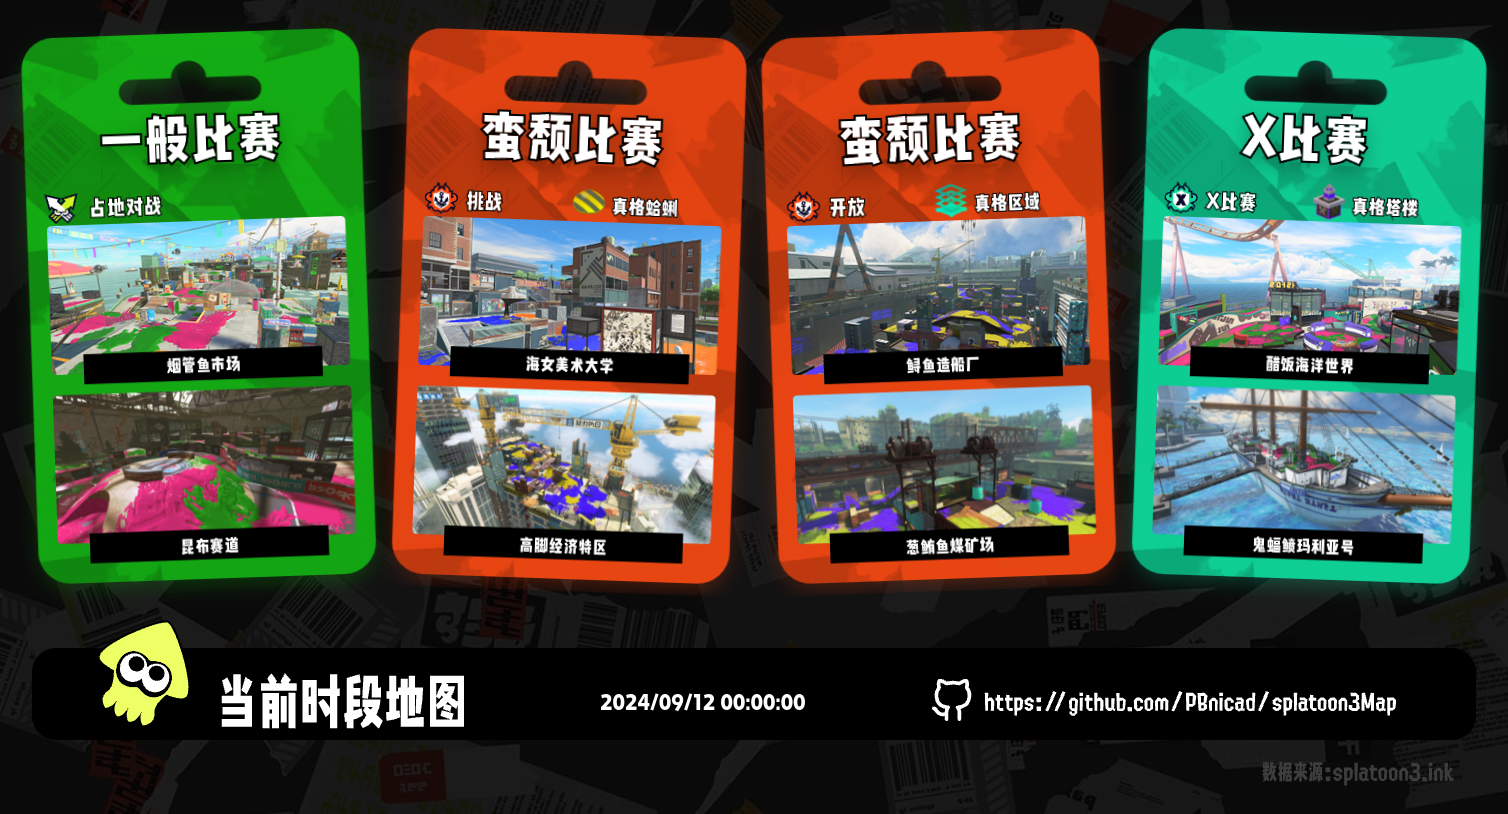 一般比赛
占地对战
烟管鱼市场
昆布赛道
蛮颓比赛
挑战
真格蛤蜊
海女美术大学
高脚经济特区
蛮颓比赛
开放
真格区域
鲟鱼造船厂
葱鲔鱼煤矿场
X比赛
X比赛
真格塔楼
醋饭海洋世界
鬼蝠鲼玛利亚号
当前时段地图
2024/09/12 00:00:00
https://github.com/PBnicad/splatoon3Map
数据来源:splatoon3.ink